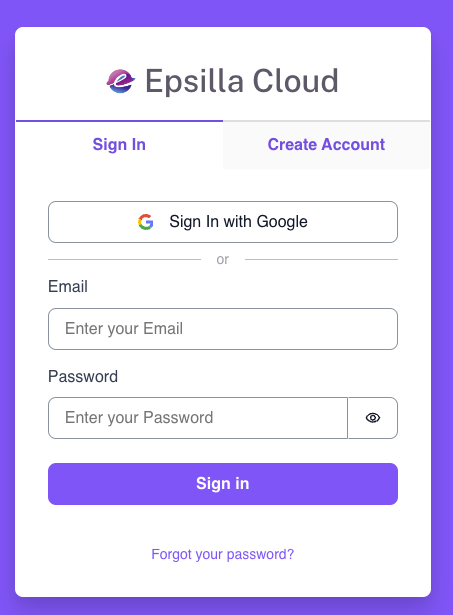 Epsilla Cloud
Sign In
Create Account
Sign In with Google
or
Email
Enter your Email
Password
Enter your Password
Sign in
Forgot your password?